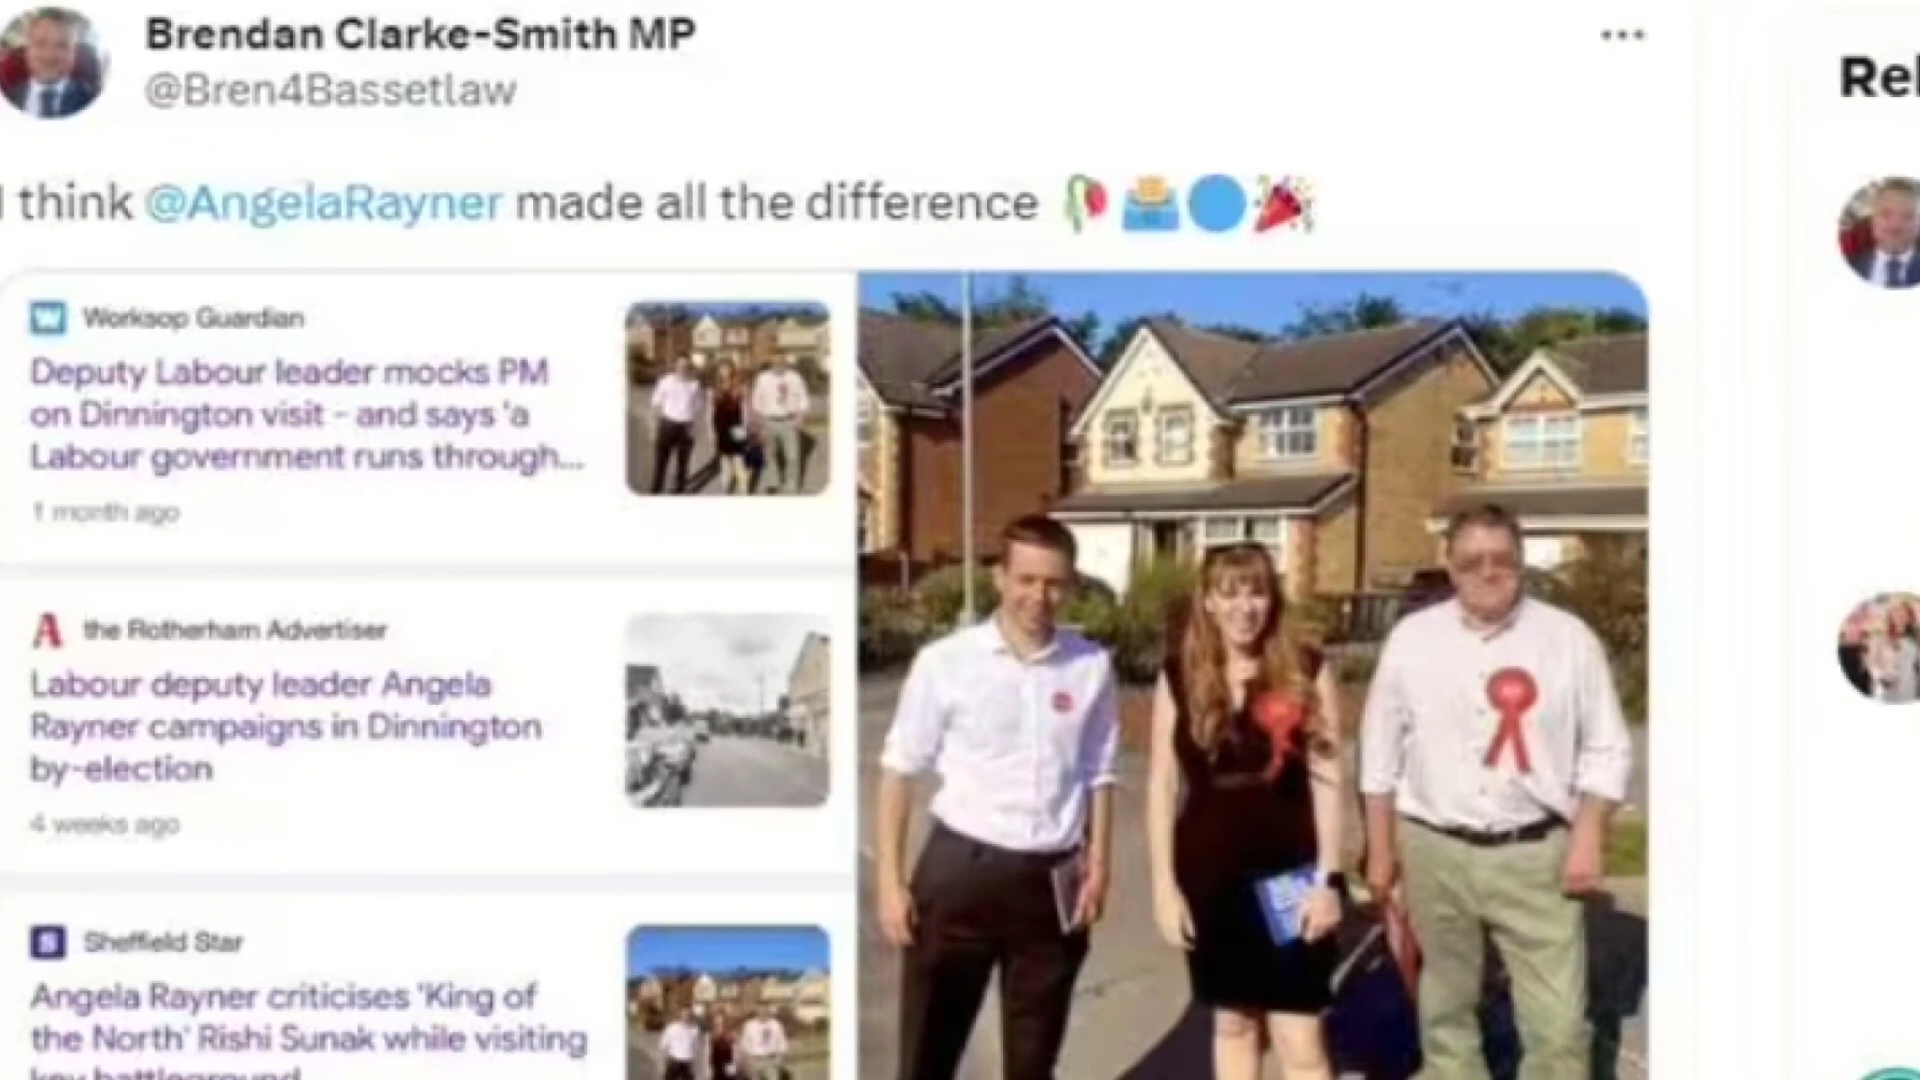 Brendan Clarke-Smith MP
@Bren4Bassetlaw
I think @AngelaRayner made all the difference
Worksop Guardian
Deputy Labour leader mocks PM
on Dinnington visit - and says 'a
Labour government runs through...
1 month ago
the Rotherham Advertiser
Labour deputy leader Angela
Rayner campaigns in Dinnington
by-election
4 weeks ago
Sheffield Star
Angela Rayner criticises 'King of
the North' Rishi Sunak while visiting
key battleground
Rel